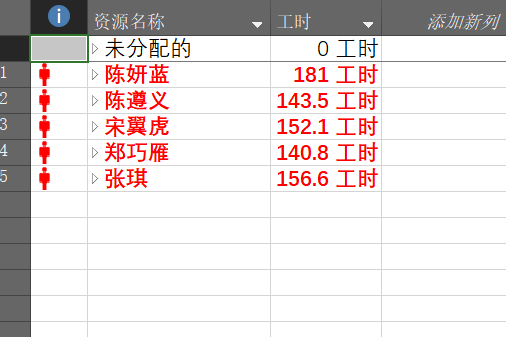 i 资源名称 工时 添加新列
未分配的 0 工时
1 陈妍蓝 181 工时
2 陈遵义 143.5 工时
3 宋翼虎 152.1 工时
4 郑巧雁 140.8 工时
5 张琪 156.6 工时